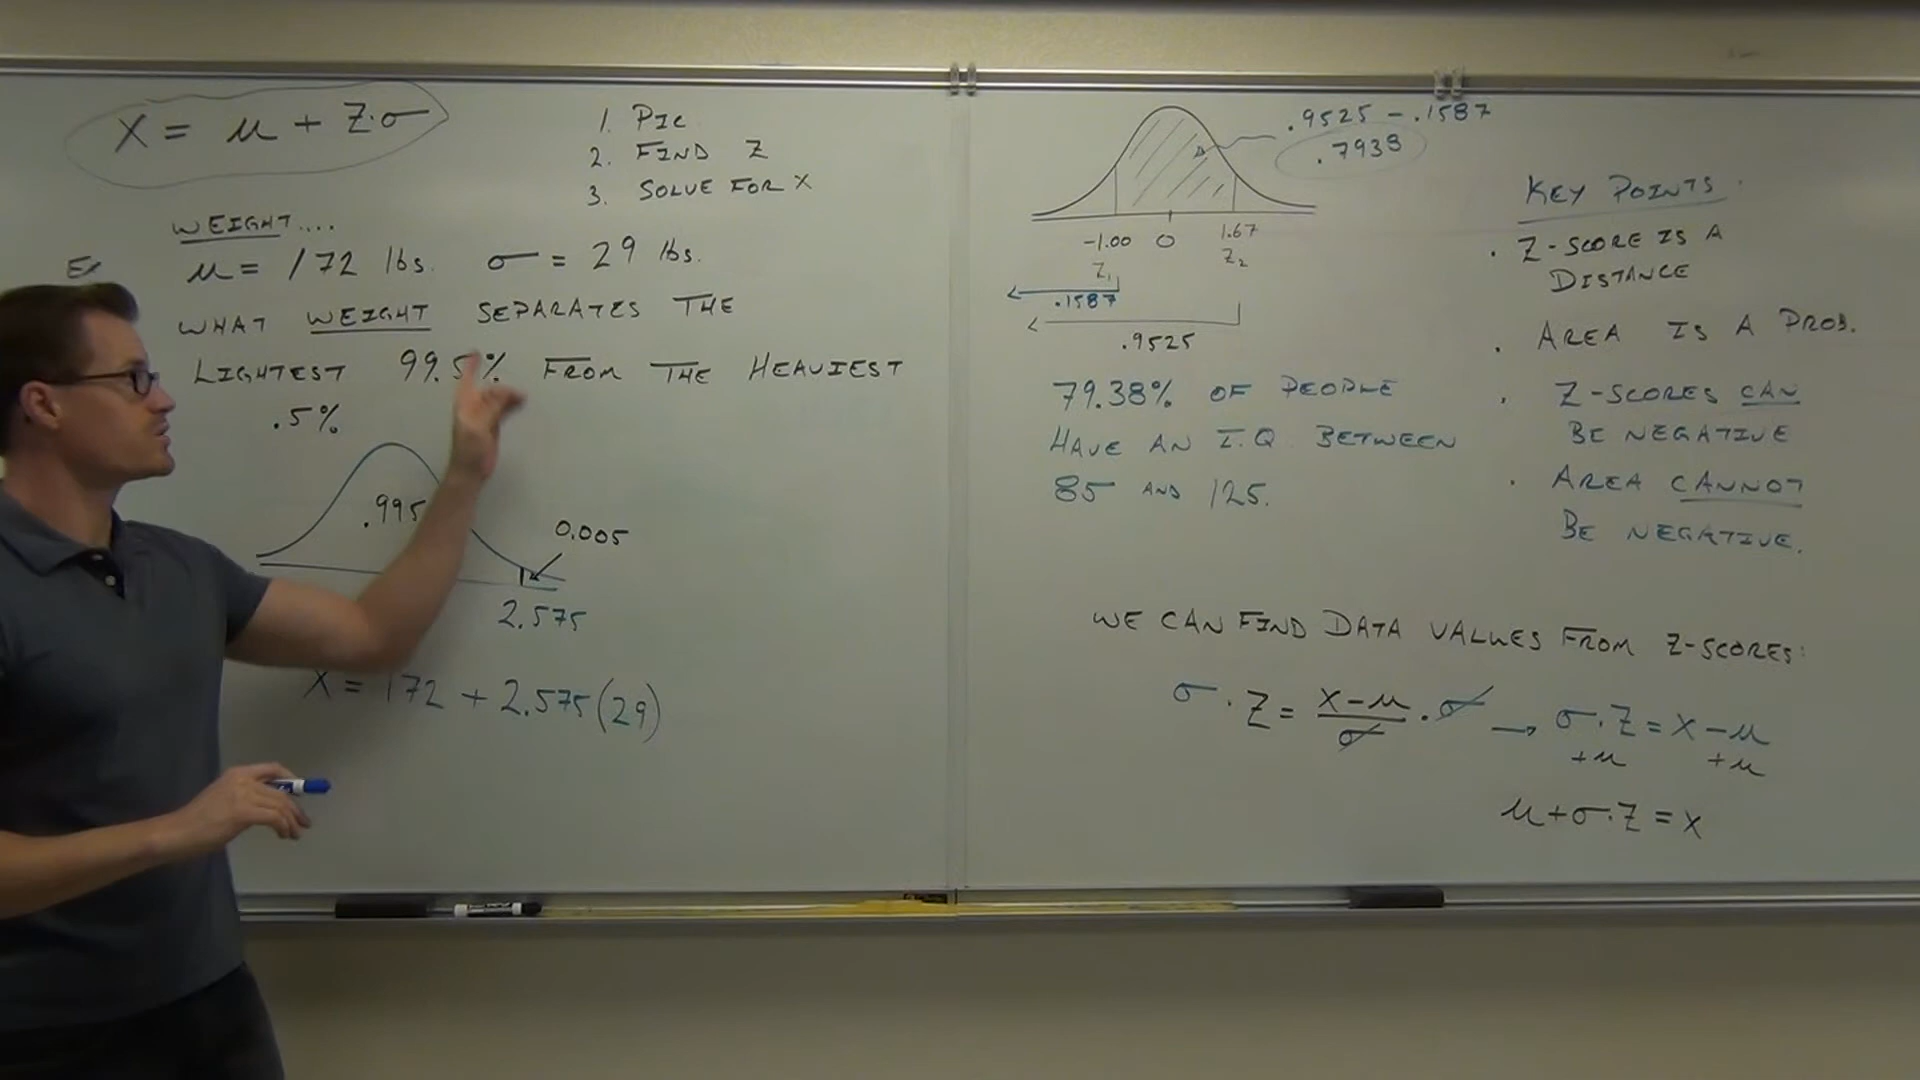 X = μ + Z·σ
1. PIC
2. FIND Z
3. SOLVE FOR X
WEIGHT....
Ex
μ = 172 lbs. σ = 29 lbs.
WHAT WEIGHT SEPARATES THE
LIGHTEST 99.5% FROM THE HEAVIEST
.5%
.995
0.005
2.575
X = 172 + 2.575(29)
.9525 - .1587
.7938
-1.00 0 1.67
Z₁ Z₂
.1587
.9525
79.38% OF PEOPLE
HAVE AN I.Q. BETWEEN
85 AND 125.
KEY POINTS
· Z-SCORE IS A
DISTANCE
· AREA IS A PROB.
· Z-SCORES CAN
BE NEGATIVE
· AREA CANNOT
BE NEGATIVE.
WE CAN FIND DATA VALUES FROM Z-SCORES:
σ · Z = (X-μ)/σ · σ → σ·Z = X - μ
+μ +μ
μ+σ·Z = X